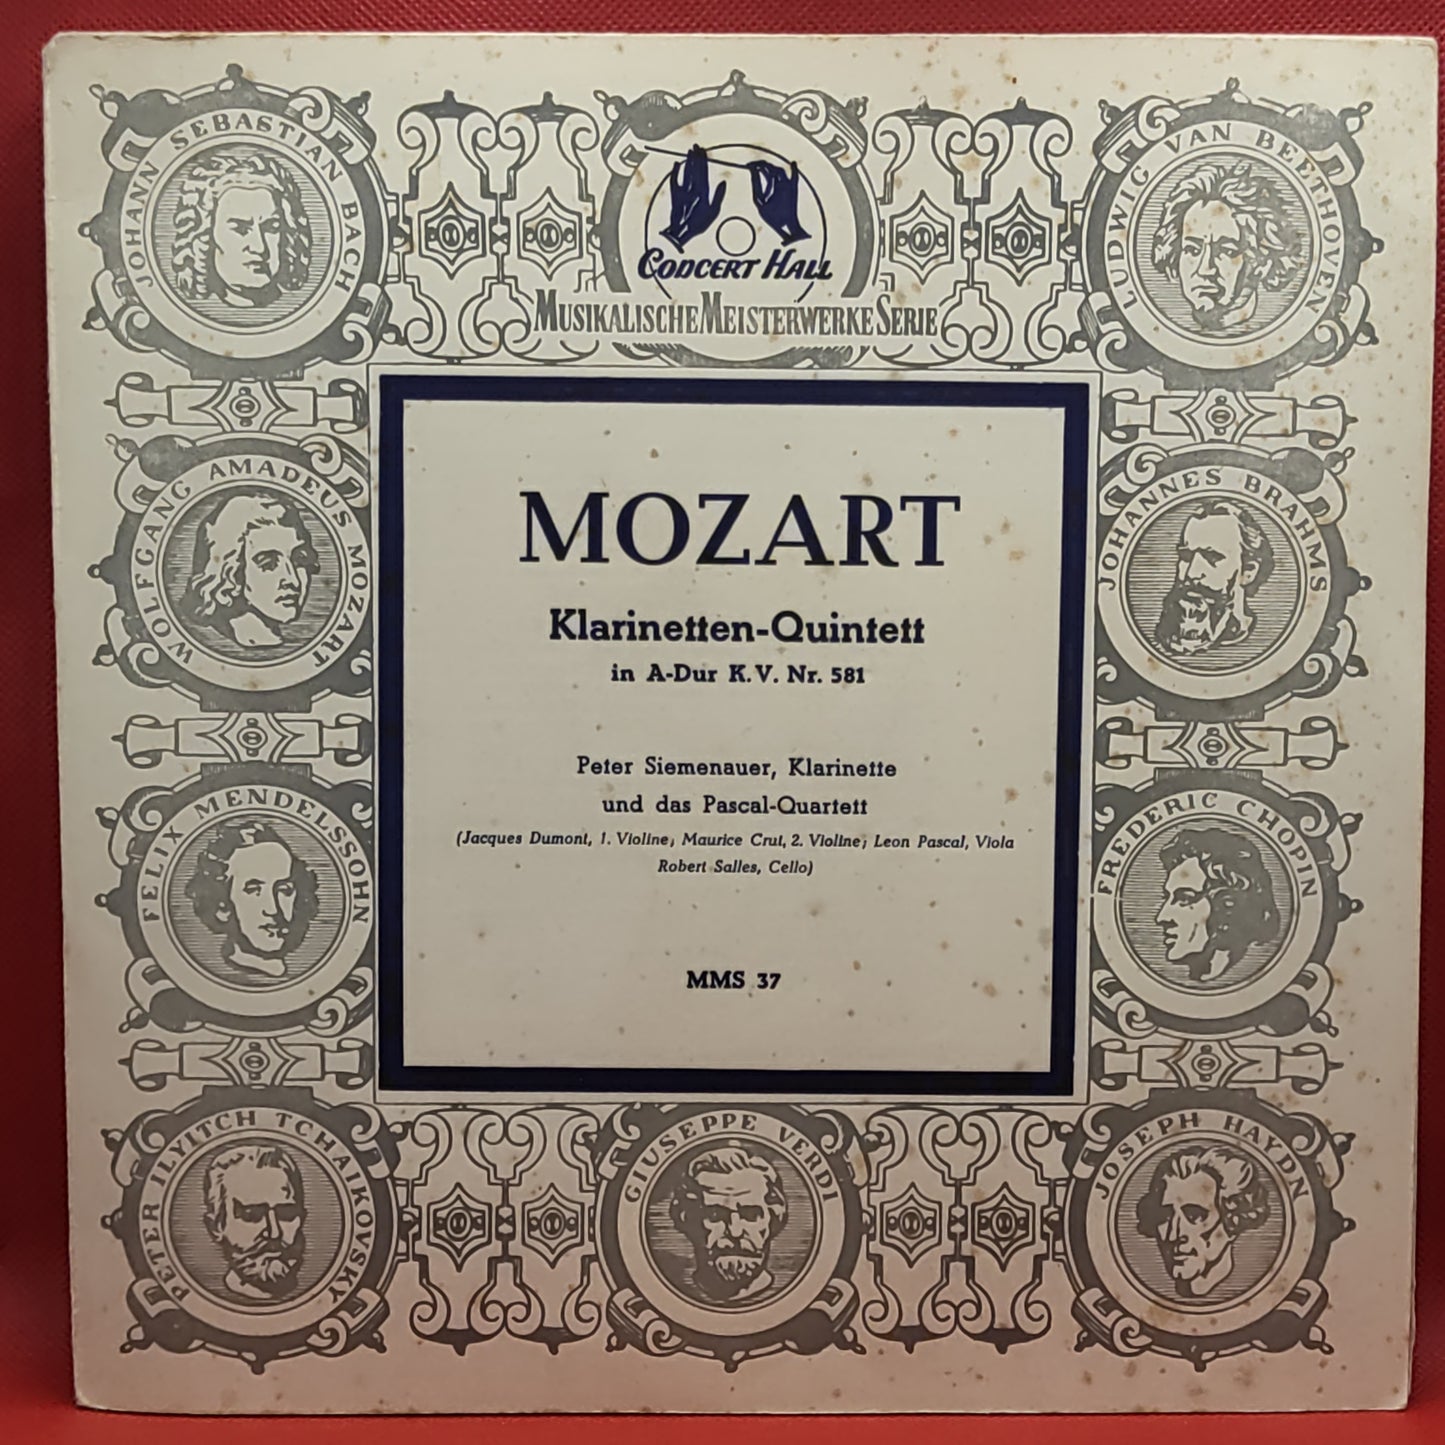 JOHANN SEBASTIAN BACH
CONCERT HALL
MUSIKALISCHE MEISTERWERKE SERIE
LUDWIG VAN BEETHOVEN
WOLFGANG AMADEUS MOZART
JOHANNES BRAHMS
MOZART
Klarinetten-Quintett
in A-Dur K.V. Nr. 581
Peter Siemenauer, Klarinette
und das Pascal-Quartett
(Jacques Dumont, 1. Violine; Maurice Crut, 2. Violine; Leon Pascal, Viola
Robert Salles, Cello)
MMS 37
FELIX MENDELSSOHN
FREDERIC CHOPIN
PETER ILYITCH TCHAIKOVSKY
GIUSEPPE VERDI
JOSEPH HAYDN